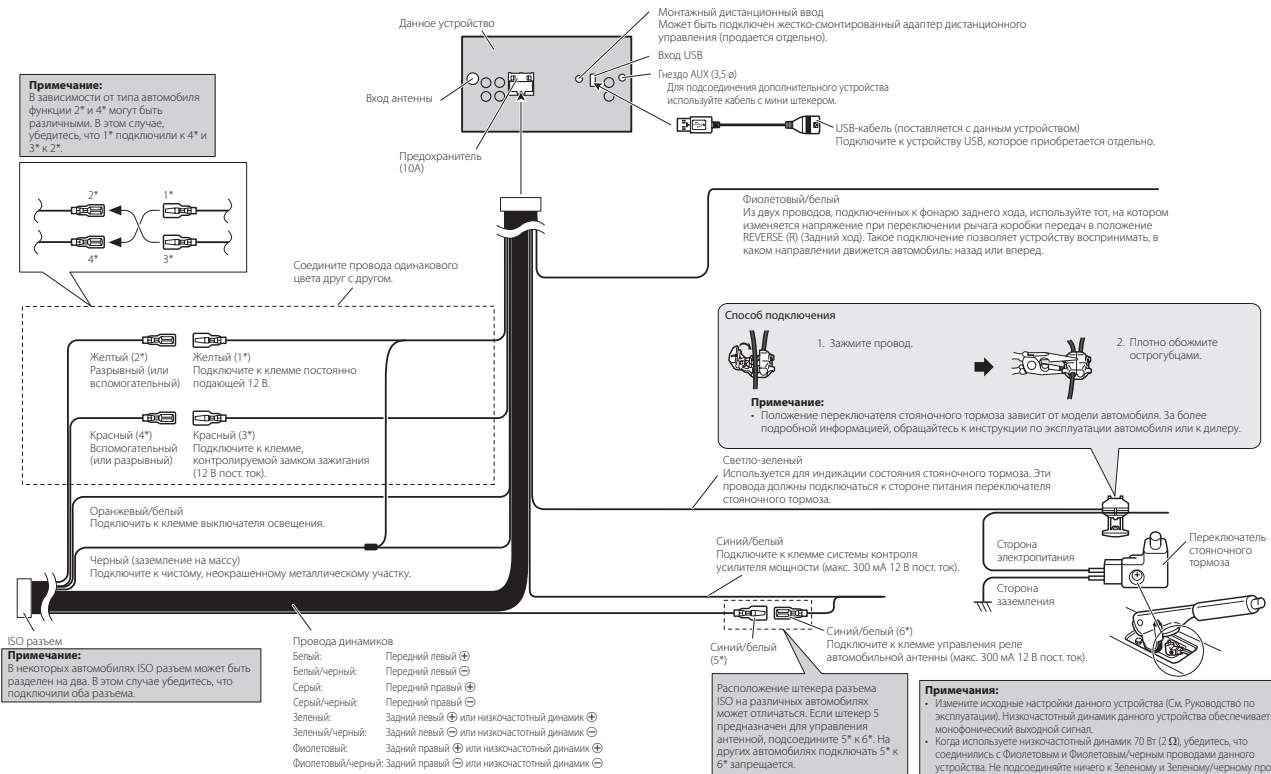 Данное устройство
Монтажный дистанционный ввод
Может быть подключен жестко-смонтированный адаптер дистанционного
управления (продается отдельно).
Вход USB
Гнездо AUX (3,5 ø)
Для подсоединения дополнительного устройства
используйте кабель с мини штекером.
Вход антенны
USB-кабель (поставляется с данным устройством)
Подключите к устройству USB, которое приобретается отдельно.
Предохранитель
(10А)
Примечание:
В зависимости от типа автомобиля
функции 2* и 4* могут быть
различными. В этом случае,
убедитесь, что 1* подключили к 4* и
3* к 2*.
2*
1*
4*
3*
Фиолетовый/белый
Из двух проводов, подключенных к фонарю заднего хода, используйте тот, на котором
изменяется напряжение при переключении рычага коробки передач в положение
REVERSE (R) (Задний ход). Такое подключение позволяет устройству воспринимать, в
каком направлении движется автомобиль: назад или вперед.
Соедините провода одинакового
цвета друг с другом.
Желтый (2*)
Разрывный (или
вспомогательный)
Желтый (1*)
Подключите к клемме постоянно
подающей 12 В.
Красный (4*)
Вспомогательный
(или разрывный)
Красный (3*)
Подключите к клемме,
контролируемой замком зажигания
(12 В пост. ток).
Способ подключения
1. Зажмите провод.
2. Плотно обожмите
острогубцами.
Примечание:
• Положение переключателя стояночного тормоза зависит от модели автомобиля. За более
подробной информацией, обращайтесь к инструкции по эксплуатации автомобиля или к дилеру.
Светло-зеленый
Используется для индикации состояния стояночного тормоза. Эти
провода должны подключаться к стороне питания переключателя
стояночного тормоза.
Оранжевый/белый
Подключить к клемме выключателя освещения.
Черный (заземление на массу)
Подключите к чистому, неокрашенному металлическому участку.
Синий/белый
Подключите к клемме системы контроля
усилителя мощности (макс. 300 мА 12 В пост. ток).
Сторона
электропитания
Переключатель
стояночного
тормоза
Сторона
заземления
Синий/белый
(5*)
Синий/белый (6*)
Подключите к клемме управления реле
автомобильной антенны (макс. 300 мА 12 В пост. ток).
ISO разъем
Примечание:
В некоторых автомобилях ISO разъем может быть
разделен на два. В этом случае убедитесь, что
подключили оба разъема.
Провода динамиков
Белый: Передний левый ⊕
Белый/черный: Передний левый ⊖
Серый: Передний правый ⊕
Серый/черный: Передний правый ⊖
Зеленый: Задний левый ⊕ или низкочастотный динамик ⊕
Зеленый/черный: Задний левый ⊖ или низкочастотный динамик ⊖
Фиолетовый: Задний правый ⊕ или низкочастотный динамик ⊕
Фиолетовый/черный: Задний правый ⊖ или низкочастотный динамик ⊖
Расположение штекера разъема
ISO на различных автомобилях
может отличаться. Если штекер 5
предназначен для управления
антенной, подсоедините 5* к 6*. На
других автомобилях подключать 5* к
6* запрещается.
Примечания:
• Измените исходные настройки данного устройства (См. Руководство по
эксплуатации). Низкочастотный динамик данного устройства обеспечивает
монофонический выходной сигнал.
• Когда используете низкочастотный динамик 70 Вт (2 Ω), убедитесь, что
соединились с Фиолетовым и Фиолетовым/черным проводами данного
устройства. Не подсоединяйте ничего к Зеленому и Зеленому/черному про